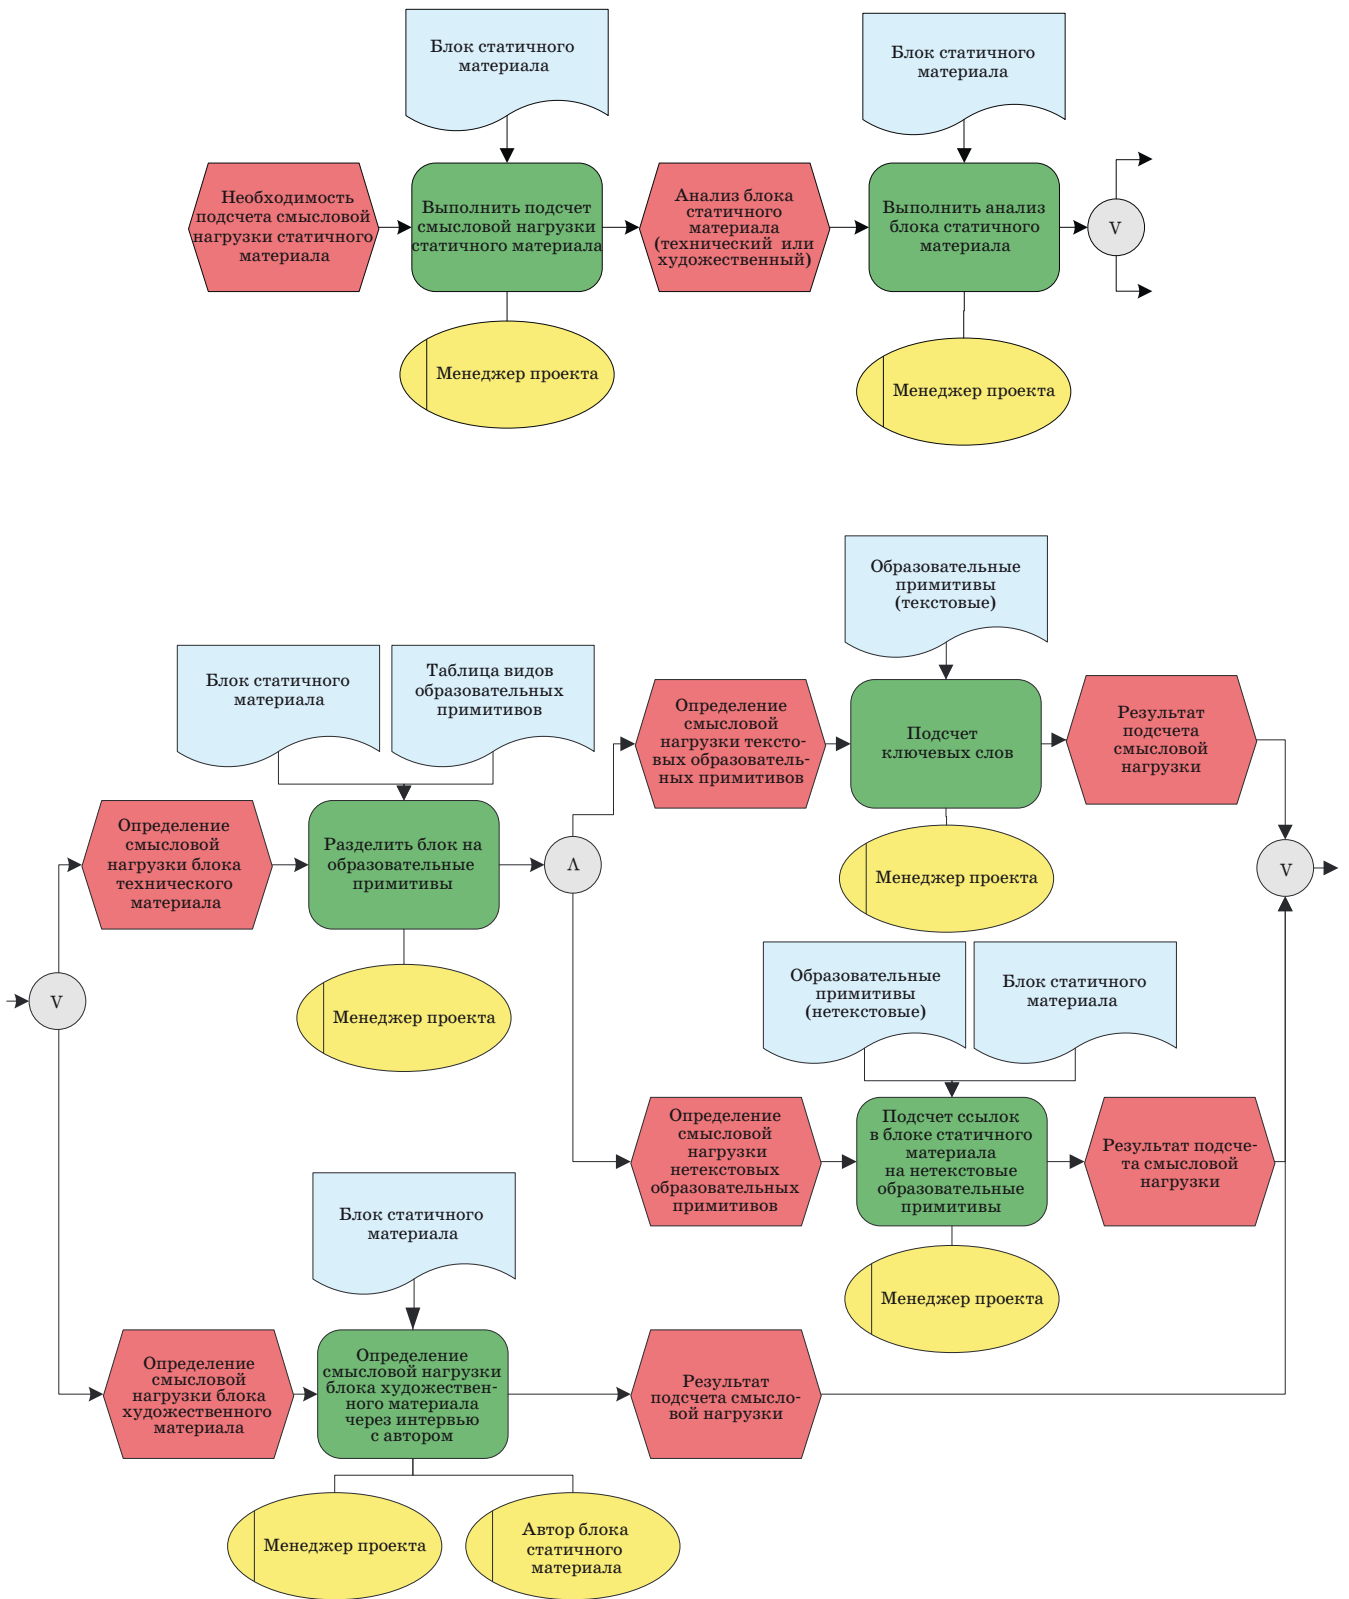 Блок статичного
материала
Блок статичного
материала
Необходимость
подсчета смысловой
нагрузки статичного
материала
Выполнить подсчет
смысловой нагрузки
статичного материала
Анализ блока
статичного
материала
(технический или
художественный)
Выполнить анализ
блока статичного
материала
V
Менеджер проекта
Менеджер проекта
Образовательные
примитивы
(текстовые)
Блок статичного
материала
Таблица видов
образовательных
примитивов
Определение
смысловой
нагрузки тексто-
вых образователь-
ных примитивов
Подсчет
ключевых слов
Результат
подсчета
смысловой
нагрузки
Определение
смысловой
нагрузки блока
технического
материала
Разделить блок на
образовательные
примитивы
Λ
Менеджер проекта
V
Образовательные
примитивы
(нетекстовые)
Блок статичного
материала
V
Менеджер проекта
Определение
смысловой
нагрузки
нетекстовых
образовательных
примитивов
Подсчет ссылок
в блоке статичного
материала
на нетекстовые
образовательные
примитивы
Результат подсче-
та смысловой
нагрузки
Блок статичного
материала
Менеджер проекта
Определение
смысловой
нагрузки блока
художественного
материала
Определение
смысловой нагрузки
блока художествен-
ного материала
через интервью
с автором
Результат
подсчета смысло-
вой нагрузки
Менеджер проекта
Автор блока
статичного
материала